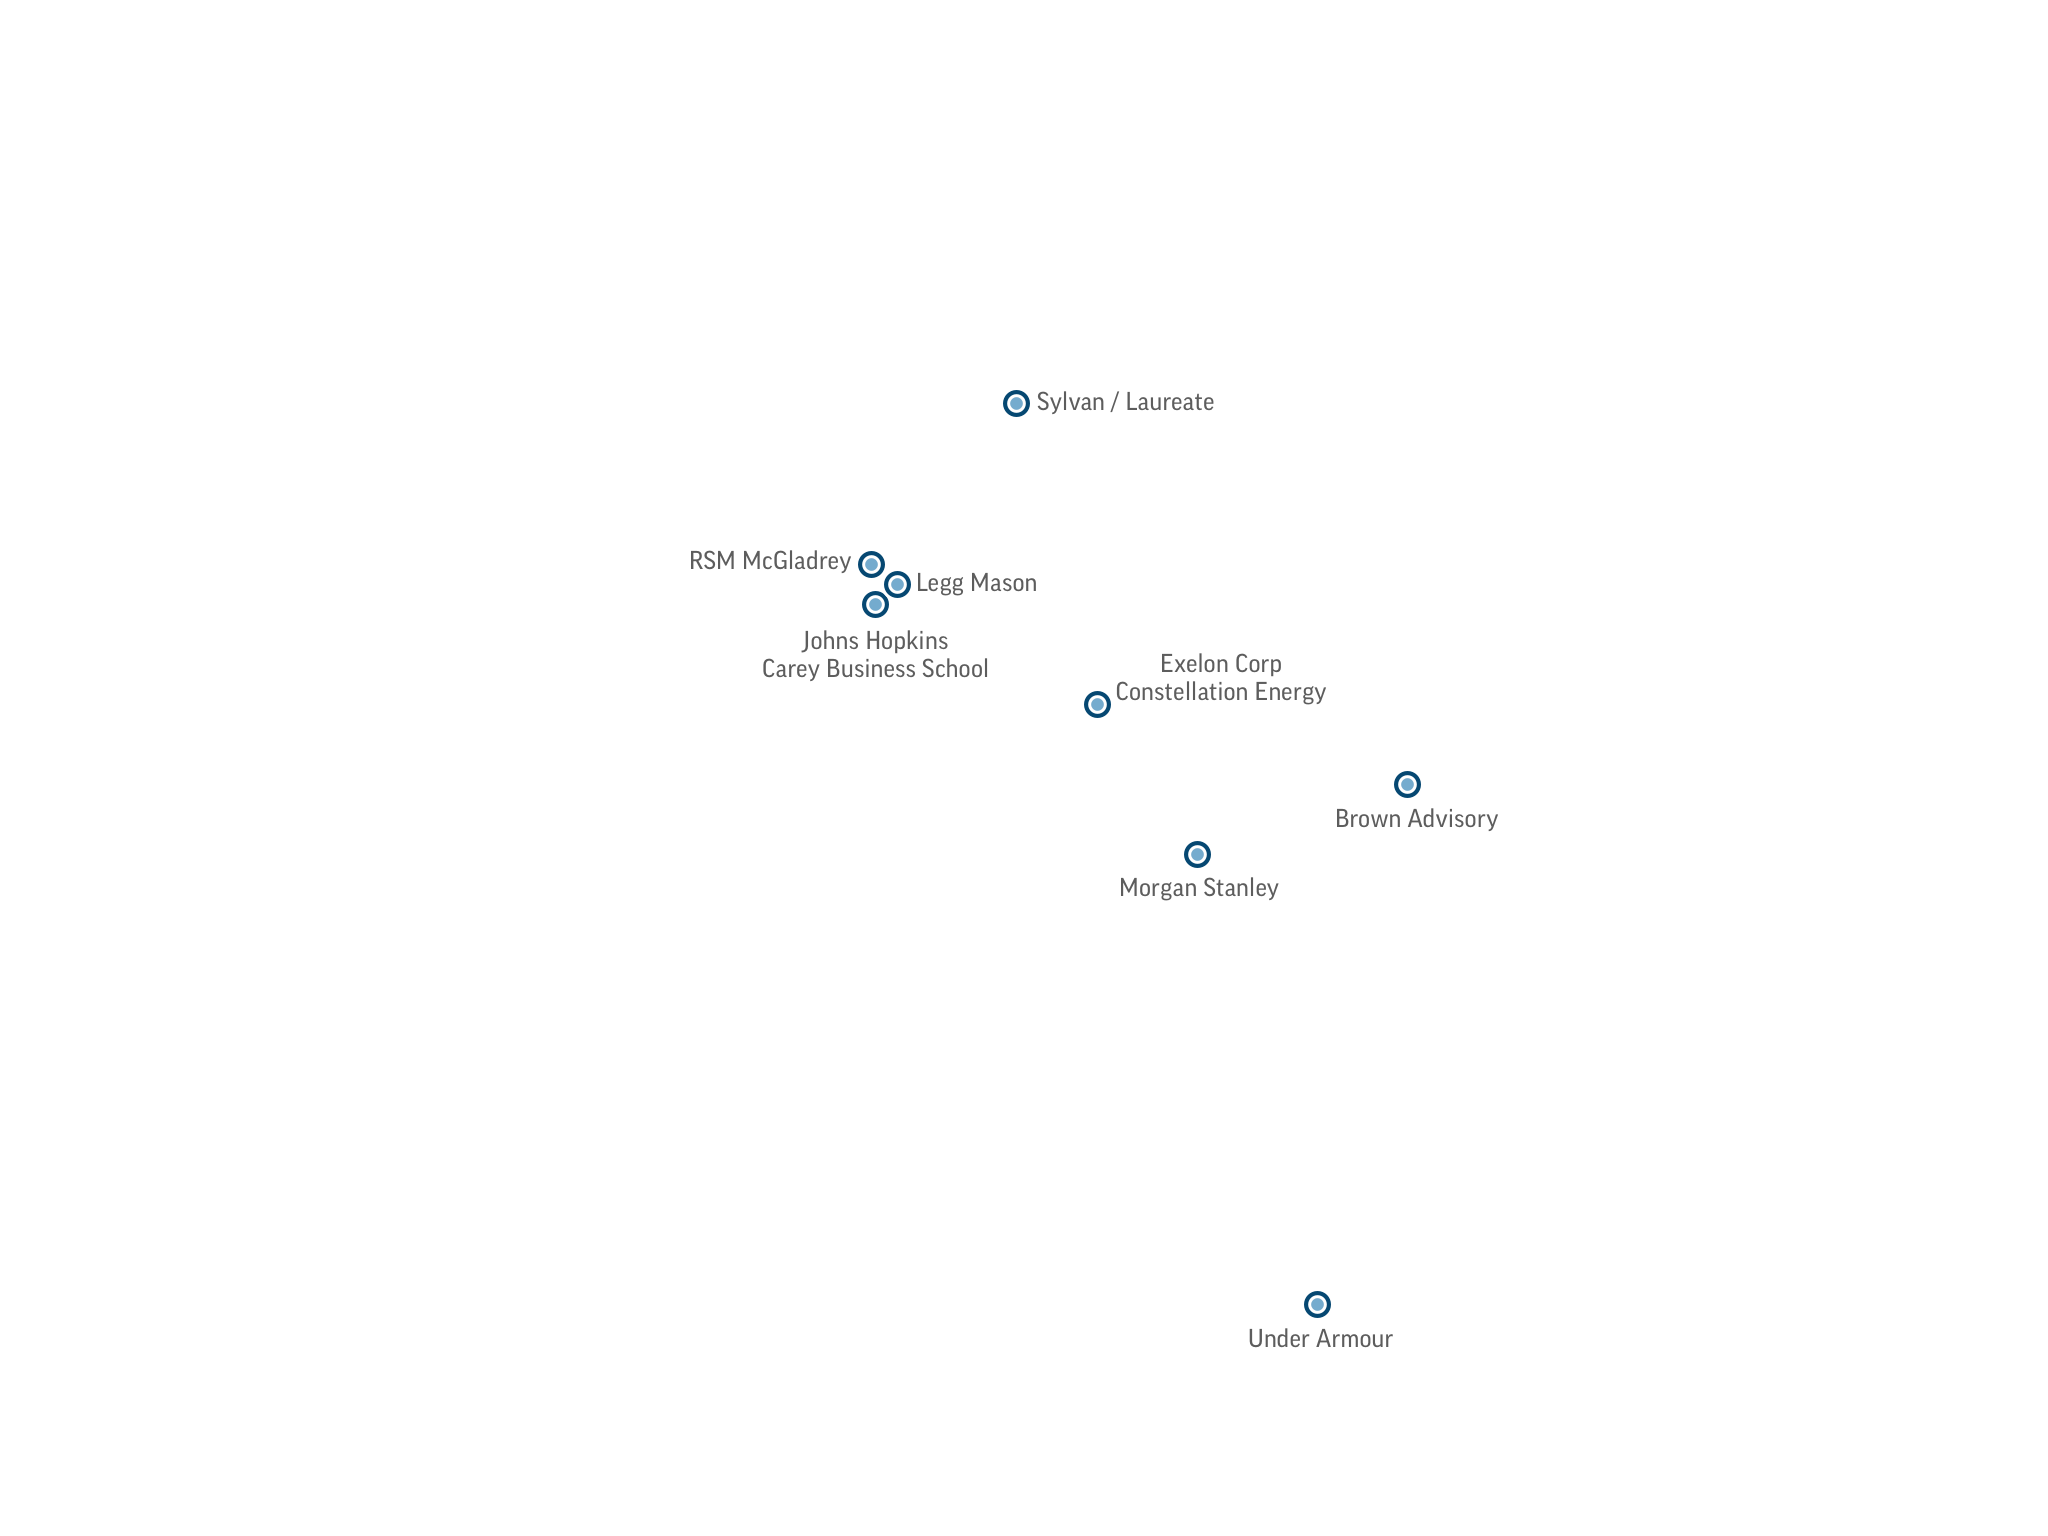 Sylvan / Laureate
RSM McGladrey
Legg Mason
Johns Hopkins
Carey Business School
Exelon Corp
Constellation Energy
Brown Advisory
Morgan Stanley
Under Armour